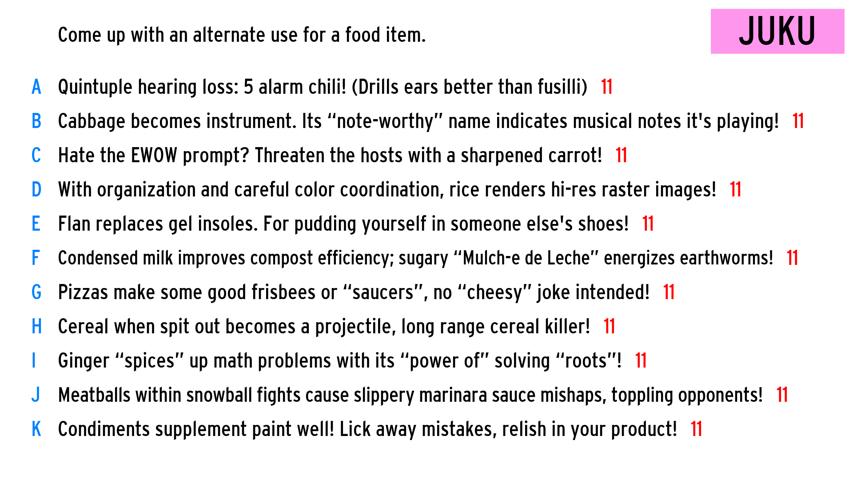 Come up with an alternate use for a food item.
JUKU
A Quintuple hearing loss: 5 alarm chili! (Drills ears better than fusilli) 11
B Cabbage becomes instrument. Its “note-worthy” name indicates musical notes it's playing! 11
C Hate the EWOW prompt? Threaten the hosts with a sharpened carrot! 11
D With organization and careful color coordination, rice renders hi-res raster images! 11
E Flan replaces gel insoles. For pudding yourself in someone else's shoes! 11
F Condensed milk improves compost efficiency; sugary “Mulch-e de Leche” energizes earthworms! 11
G Pizzas make some good frisbees or “saucers”, no “cheesy” joke intended! 11
H Cereal when spit out becomes a projectile, long range cereal killer! 11
I Ginger “spices” up math problems with its “power of” solving “roots”! 11
J Meatballs within snowball fights cause slippery marinara sauce mishaps, toppling opponents! 11
K Condiments supplement paint well! Lick away mistakes, relish in your product! 11